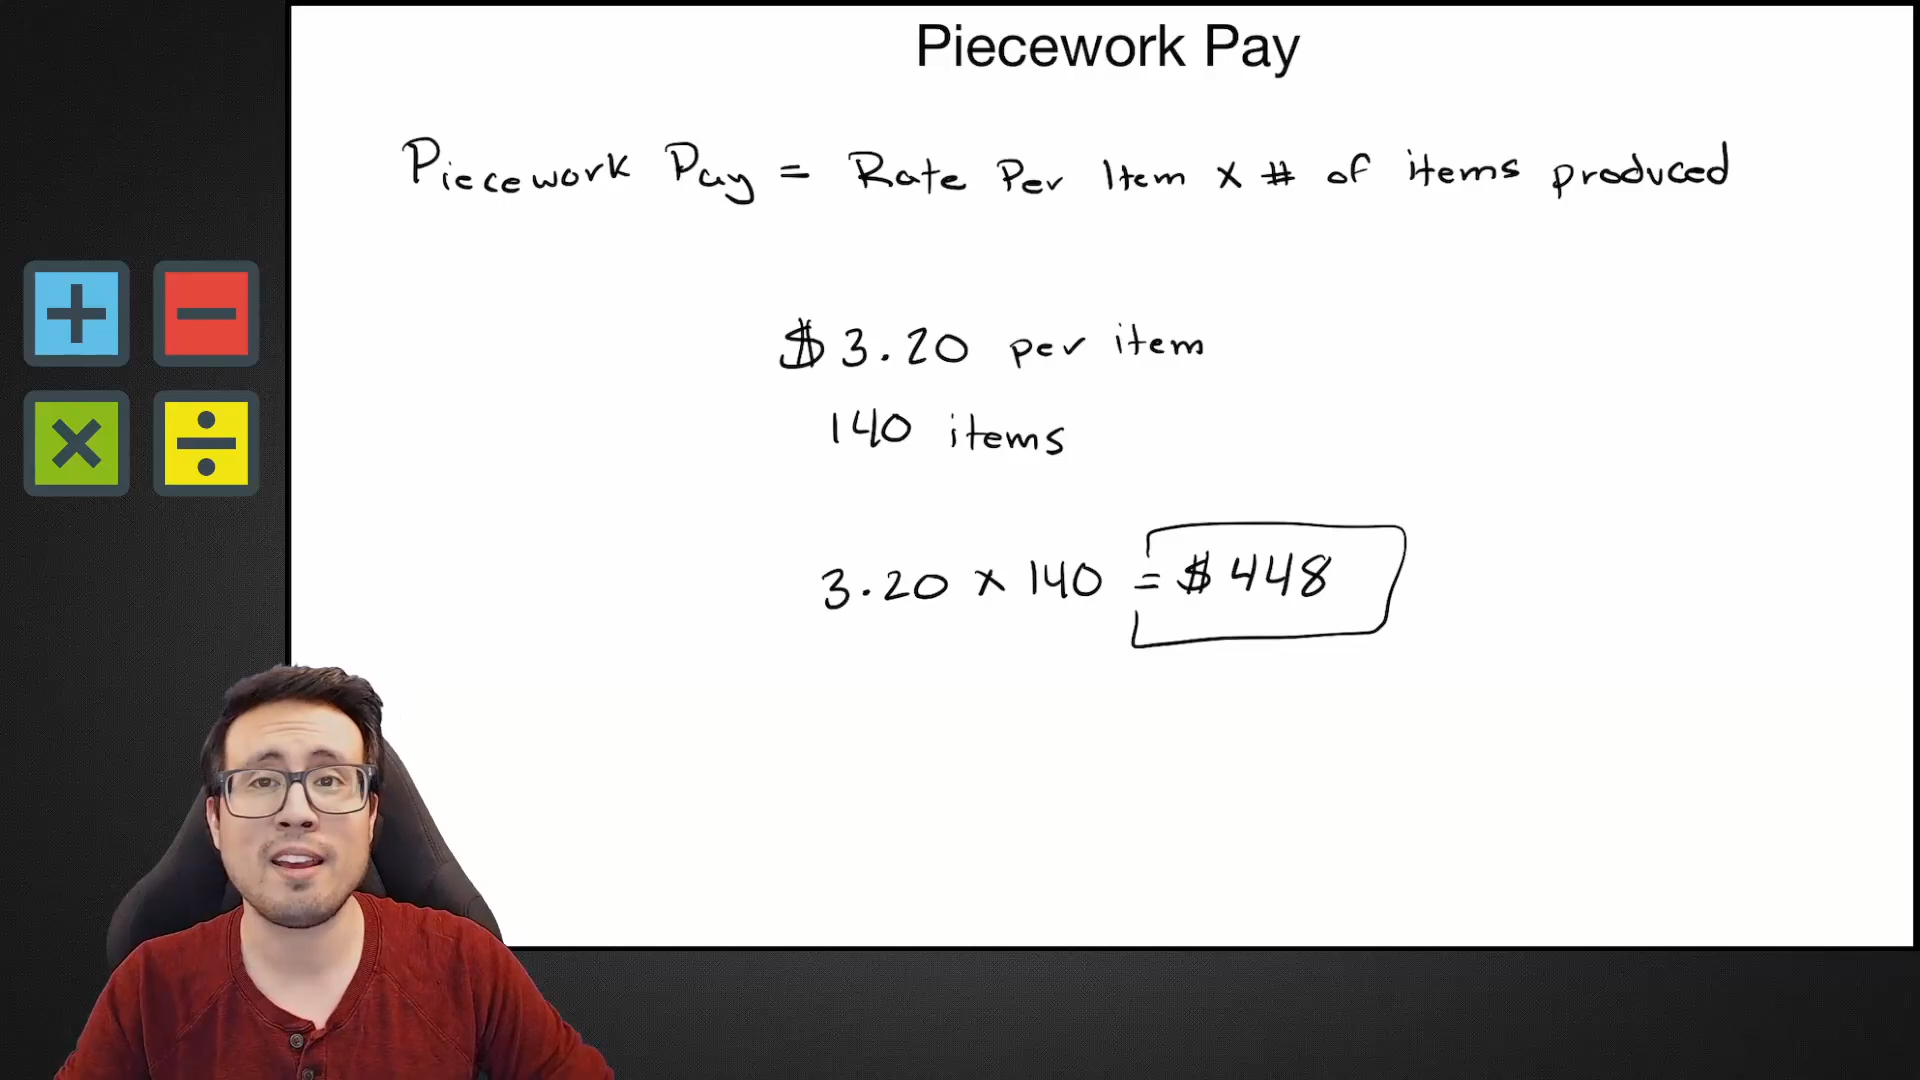 Piecework Pay
Piecework Pay = Rate Per Item x # of items produced
$3.20 per item
140 items
3.20 x 140 = $448